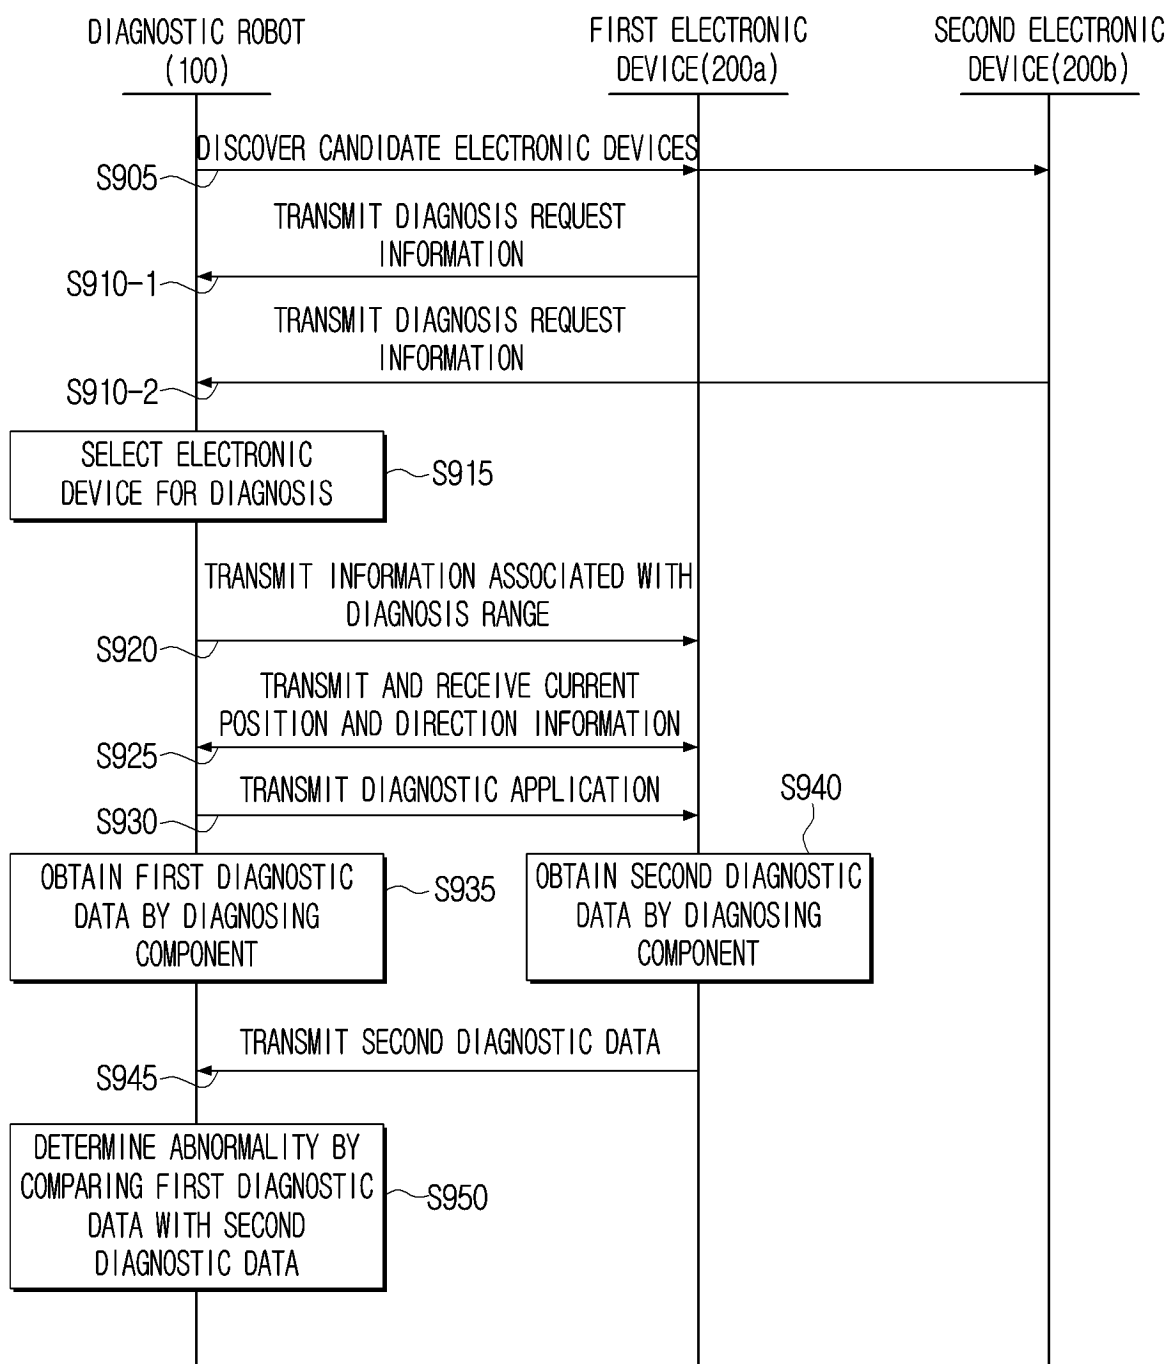 DIAGNOSTIC ROBOT
(100)
FIRST ELECTRONIC
DEVICE(200a)
SECOND ELECTRONIC
DEVICE(200b)
DISCOVER CANDIDATE ELECTRONIC DEVICES
S905
TRANSMIT DIAGNOSIS REQUEST
INFORMATION
S910-1
TRANSMIT DIAGNOSIS REQUEST
INFORMATION
S910-2
SELECT ELECTRONIC
DEVICE FOR DIAGNOSIS
S915
TRANSMIT INFORMATION ASSOCIATED WITH
DIAGNOSIS RANGE
S920
TRANSMIT AND RECEIVE CURRENT
POSITION AND DIRECTION INFORMATION
S925
TRANSMIT DIAGNOSTIC APPLICATION
S930
S940
OBTAIN FIRST DIAGNOSTIC
DATA BY DIAGNOSING
COMPONENT
S935
OBTAIN SECOND DIAGNOSTIC
DATA BY DIAGNOSING
COMPONENT
TRANSMIT SECOND DIAGNOSTIC DATA
S945
DETERMINE ABNORMALITY BY
COMPARING FIRST DIAGNOSTIC
DATA WITH SECOND
DIAGNOSTIC DATA
S950